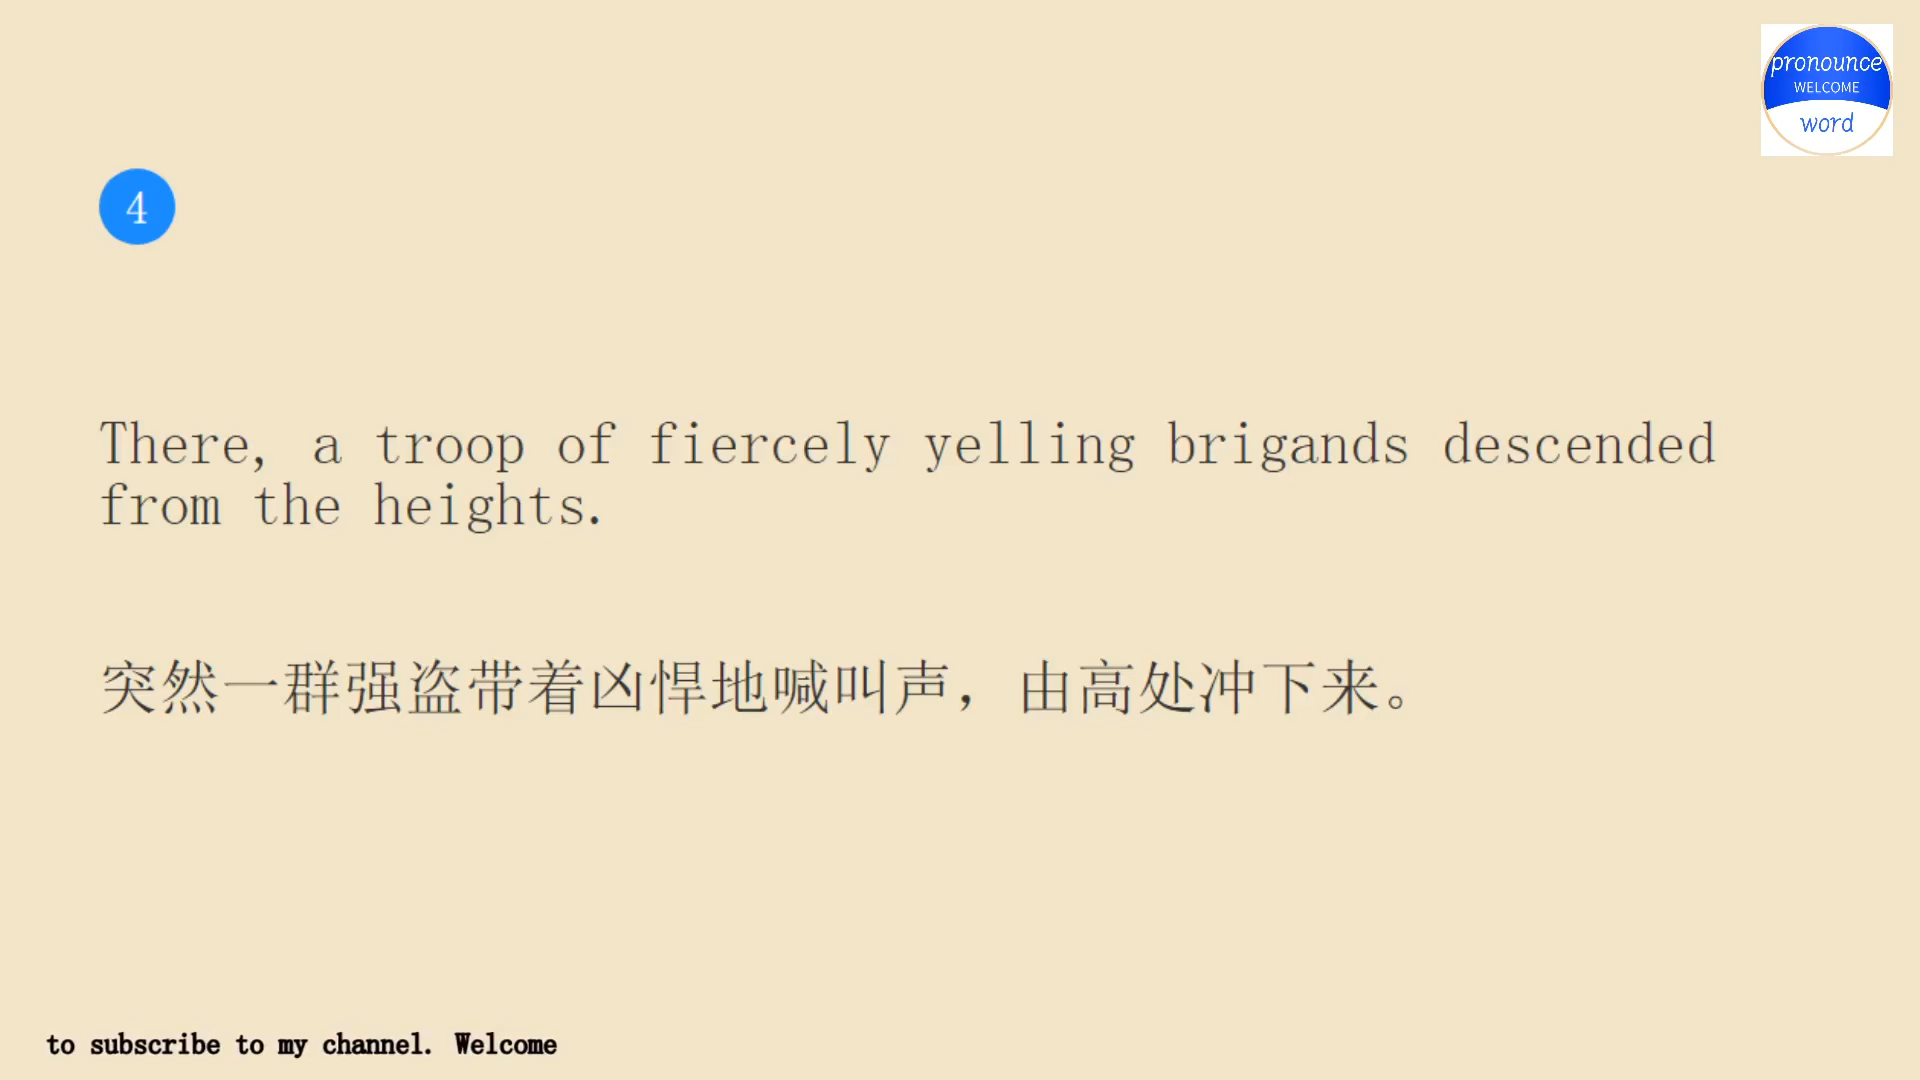 pronounce
WELCOME
word
4
There, a troop of fiercely yelling brigands descended
from the heights.
突然一群强盗带着凶悍地喊叫声，由高处冲下来。
to subscribe to my channel. Welcome